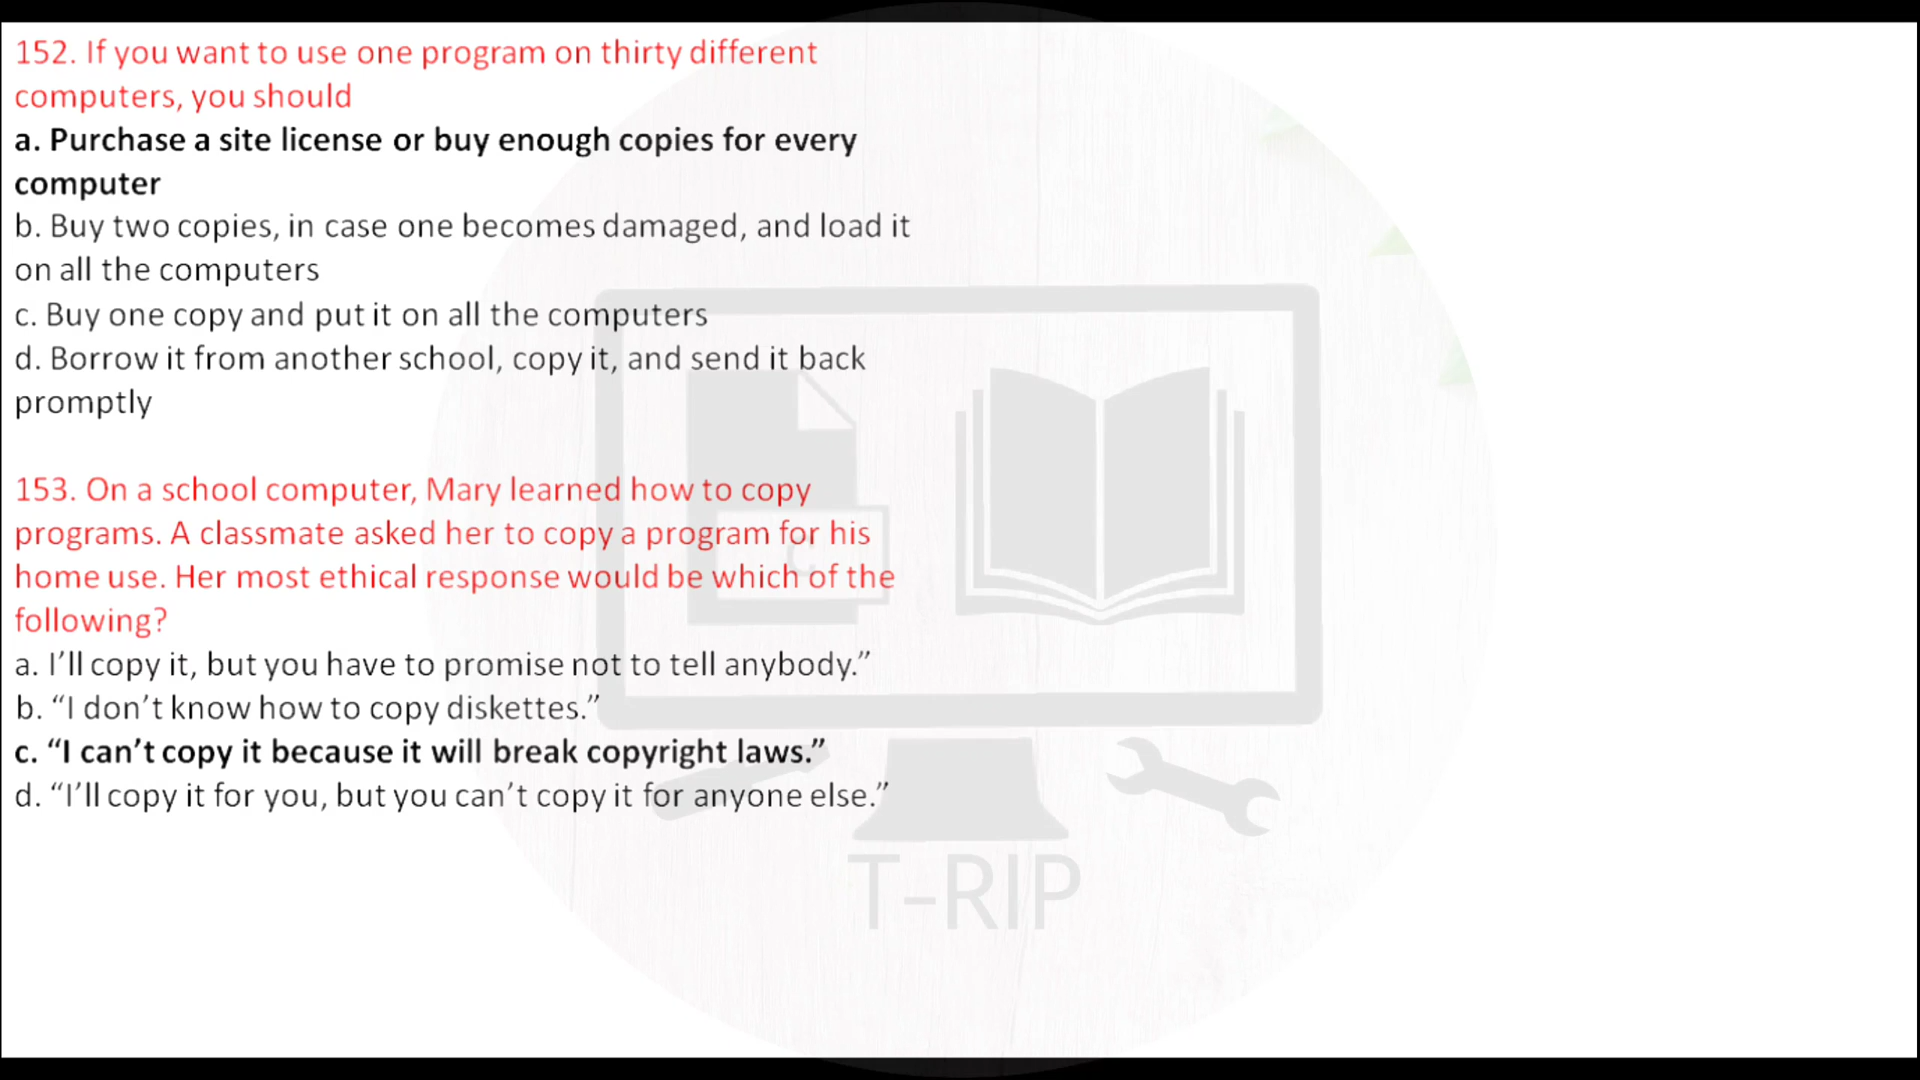 152. If you want to use one program on thirty different
computers, you should
a. Purchase a site license or buy enough copies for every
computer
b. Buy two copies, in case one becomes damaged, and load it
on all the computers
c. Buy one copy and put it on all the computers
d. Borrow it from another school, copy it, and send it back
promptly
153. On a school computer, Mary learned how to copy
programs. A classmate asked her to copy a program for his
home use. Her most ethical response would be which of the
following?
a. I’ll copy it, but you have to promise not to tell anybody.”
b. “I don’t know how to copy diskettes.”
c. “I can’t copy it because it will break copyright laws.”
d. “I’ll copy it for you, but you can’t copy it for anyone else.”
T-RIP